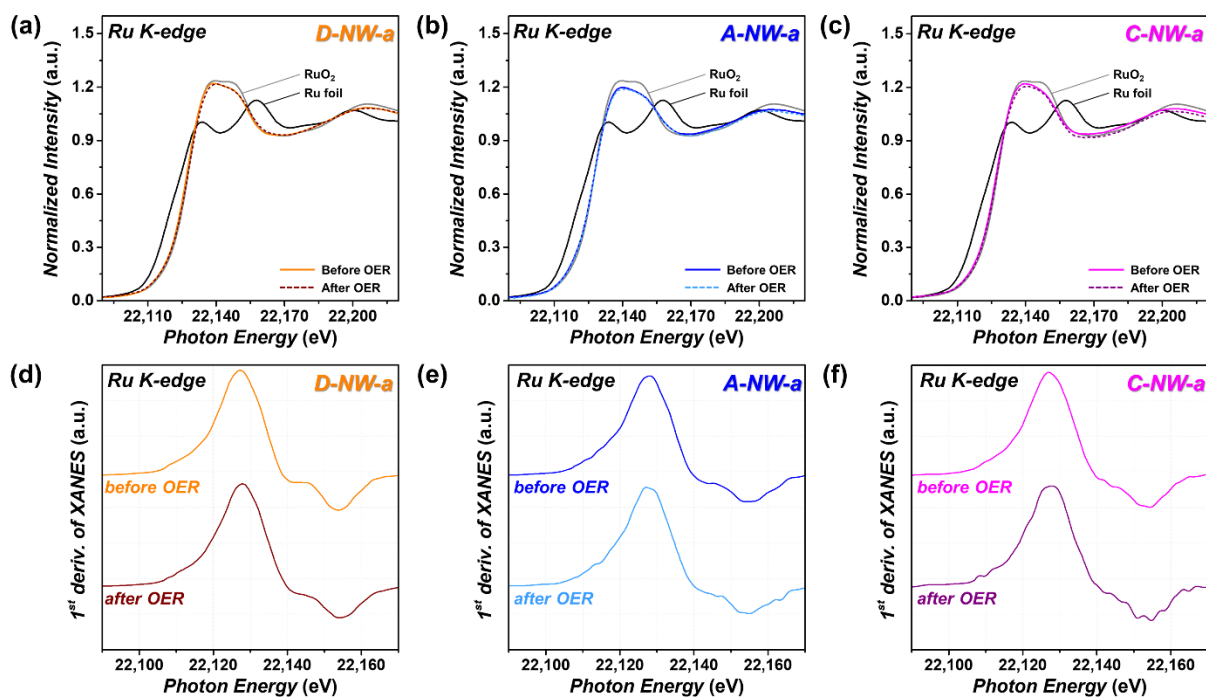 (a)
Ru K-edge
D-NW-a
RuO₂
Ru foil
Before OER
After OER
Normalized Intensity (a.u.)
1.5
1.2
0.9
0.6
0.3
0.0
22,110
22,140
22,170
22,200
Photon Energy (eV)
(b)
Ru K-edge
A-NW-a
RuO₂
Ru foil
Before OER
After OER
Normalized Intensity (a.u.)
1.5
1.2
0.9
0.6
0.3
0.0
22,110
22,140
22,170
22,200
Photon Energy (eV)
(c)
Ru K-edge
C-NW-a
RuO₂
Ru foil
Before OER
After OER
Normalized Intensity (a.u.)
1.5
1.2
0.9
0.6
0.3
0.0
22,110
22,140
22,170
22,200
Photon Energy (eV)
(d)
Ru K-edge
D-NW-a
before OER
after OER
1ˢᵗ deriv. of XANES (a.u.)
22,100
22,120
22,140
22,160
Photon Energy (eV)
(e)
Ru K-edge
A-NW-a
before OER
after OER
1ˢᵗ deriv. of XANES (a.u.)
22,100
22,120
22,140
22,160
Photon Energy (eV)
(f)
Ru K-edge
C-NW-a
before OER
after OER
1ˢᵗ deriv. of XANES (a.u.)
22,100
22,120
22,140
22,160
Photon Energy (eV)